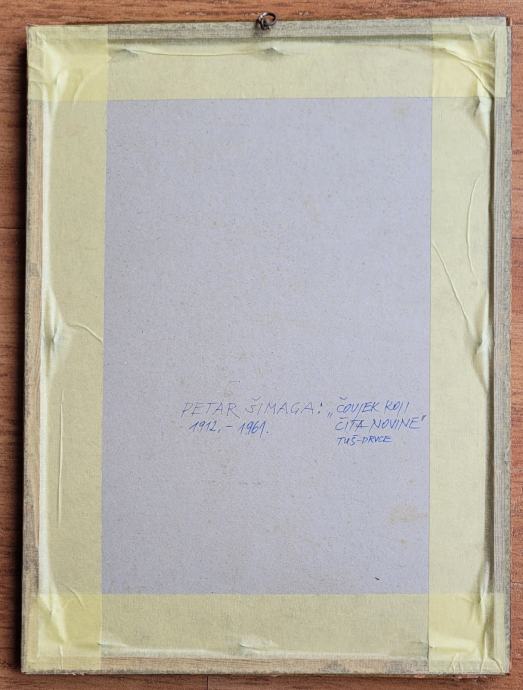 PETAR ŠIMAGA: „ČOVJEK KOJI
1912. - 1961. ČITA NOVINE"
TUŠ-DRVCE